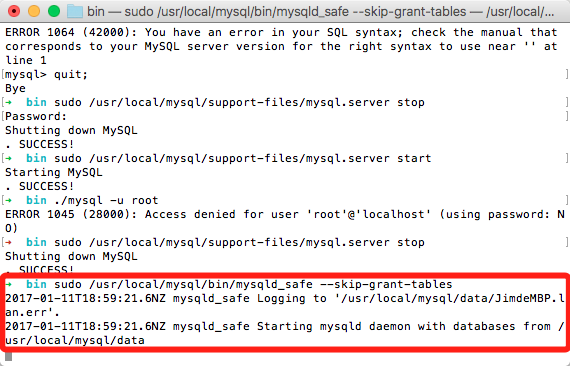 bin — sudo /usr/local/mysql/bin/mysqld_safe --skip-grant-tables — /usr/local/...
ERROR 1064 (42000): You have an error in your SQL syntax; check the manual that
corresponds to your MySQL server version for the right syntax to use near '' at
line 1
[mysql> quit;
Bye
[➜  bin sudo /usr/local/mysql/support-files/mysql.server stop
[Password:
Shutting down MySQL
. SUCCESS!
[➜  bin sudo /usr/local/mysql/support-files/mysql.server start
Starting MySQL
. SUCCESS!
[➜  bin ./mysql -u root
ERROR 1045 (28000): Access denied for user 'root'@'localhost' (using password: N
O)
[➜  bin sudo /usr/local/mysql/support-files/mysql.server stop
Shutting down MySQL
. SUCCESS!
➜  bin sudo /usr/local/mysql/bin/mysqld_safe --skip-grant-tables
2017-01-11T18:59:21.6NZ mysqld_safe Logging to '/usr/local/mysql/data/JimdeMBP.l
an.err'.
2017-01-11T18:59:21.6NZ mysqld_safe Starting mysqld daemon with databases from /
usr/local/mysql/data